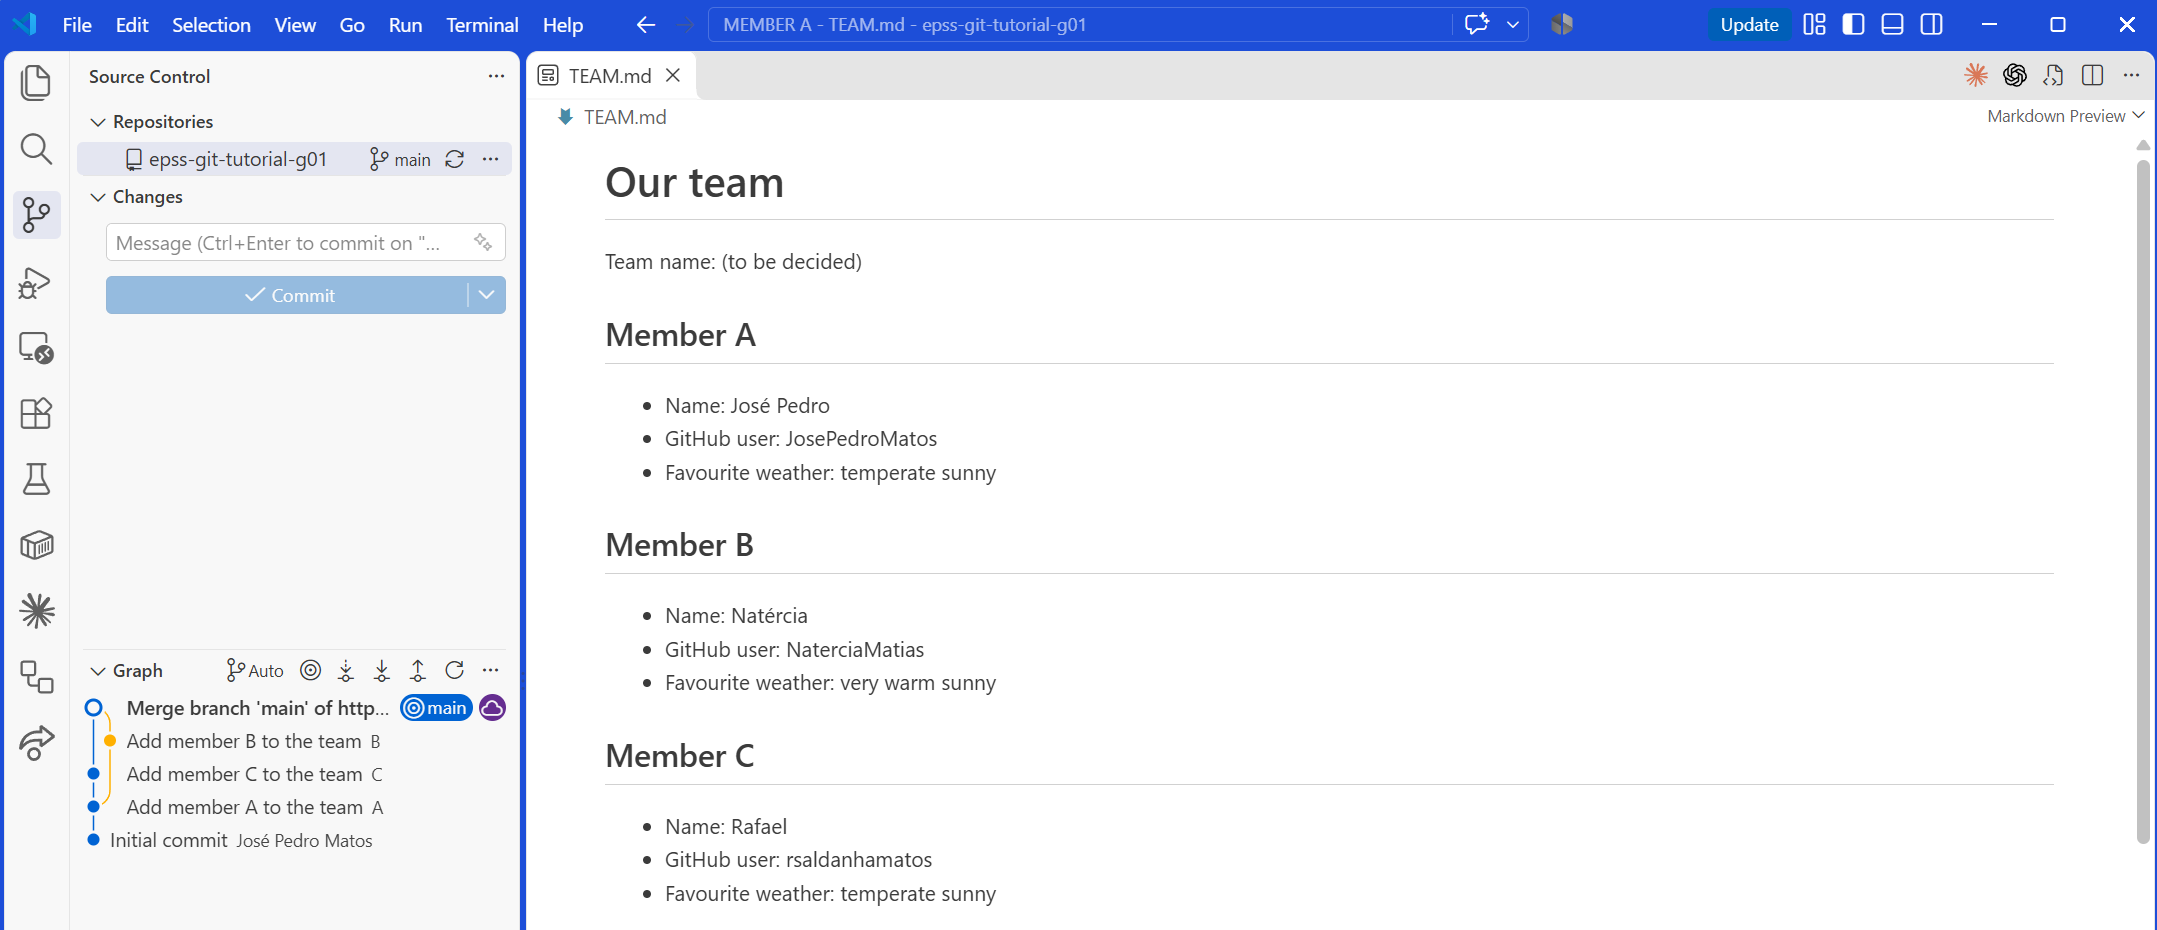 File Edit Selection View Go Run Terminal Help
MEMBER A - TEAM.md - epss-git-tutorial-g01
Update
Source Control
Repositories
epss-git-tutorial-g01 main
Changes
Message (Ctrl+Enter to commit on "...
Commit
Graph Auto
Merge branch 'main' of http... main
Add member B to the team B
Add member C to the team C
Add member A to the team A
Initial commit José Pedro Matos
TEAM.md
TEAM.md
Markdown Preview
Our team
Team name: (to be decided)
Member A
Name: José Pedro
GitHub user: JosePedroMatos
Favourite weather: temperate sunny
Member B
Name: Natércia
GitHub user: NaterciaMatias
Favourite weather: very warm sunny
Member C
Name: Rafael
GitHub user: rsaldanhamatos
Favourite weather: temperate sunny